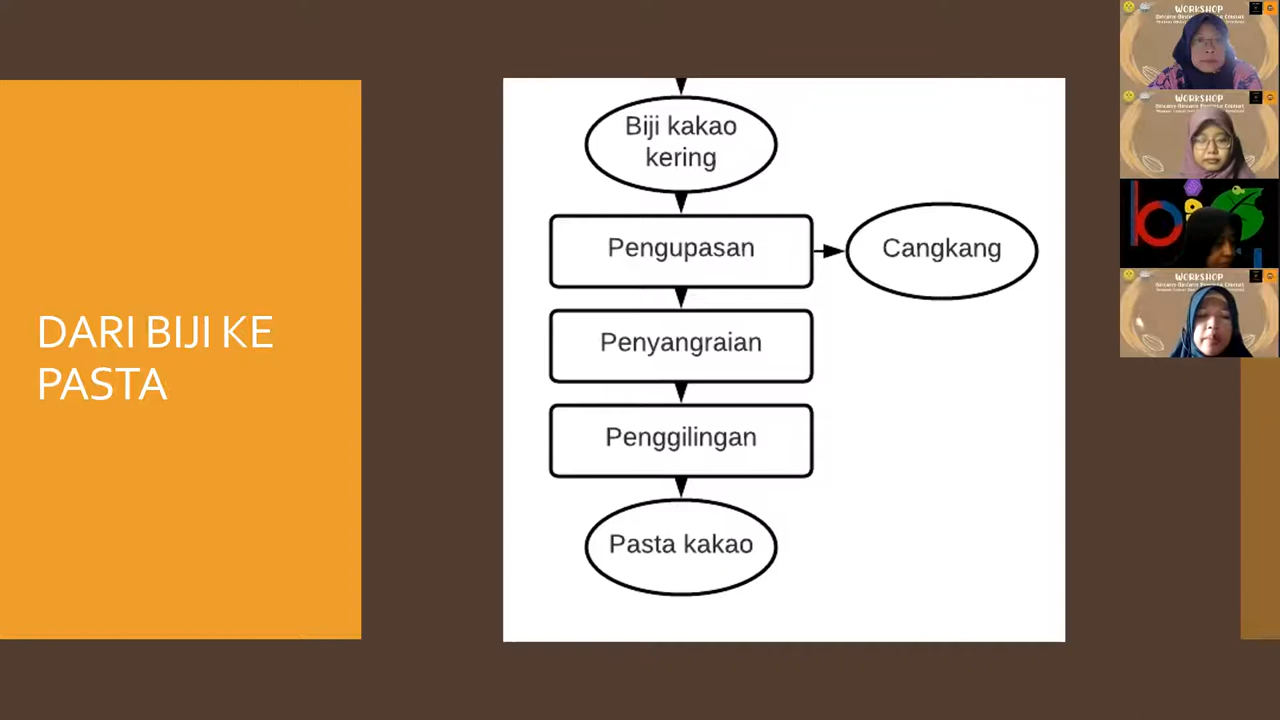 DARI BIJI KE
PASTA
Biji kakao
kering
Pengupasan
Cangkang
Penyangraian
Penggilingan
Pasta kakao
WORKSHOP
WORKSHOP
WORKSHOP